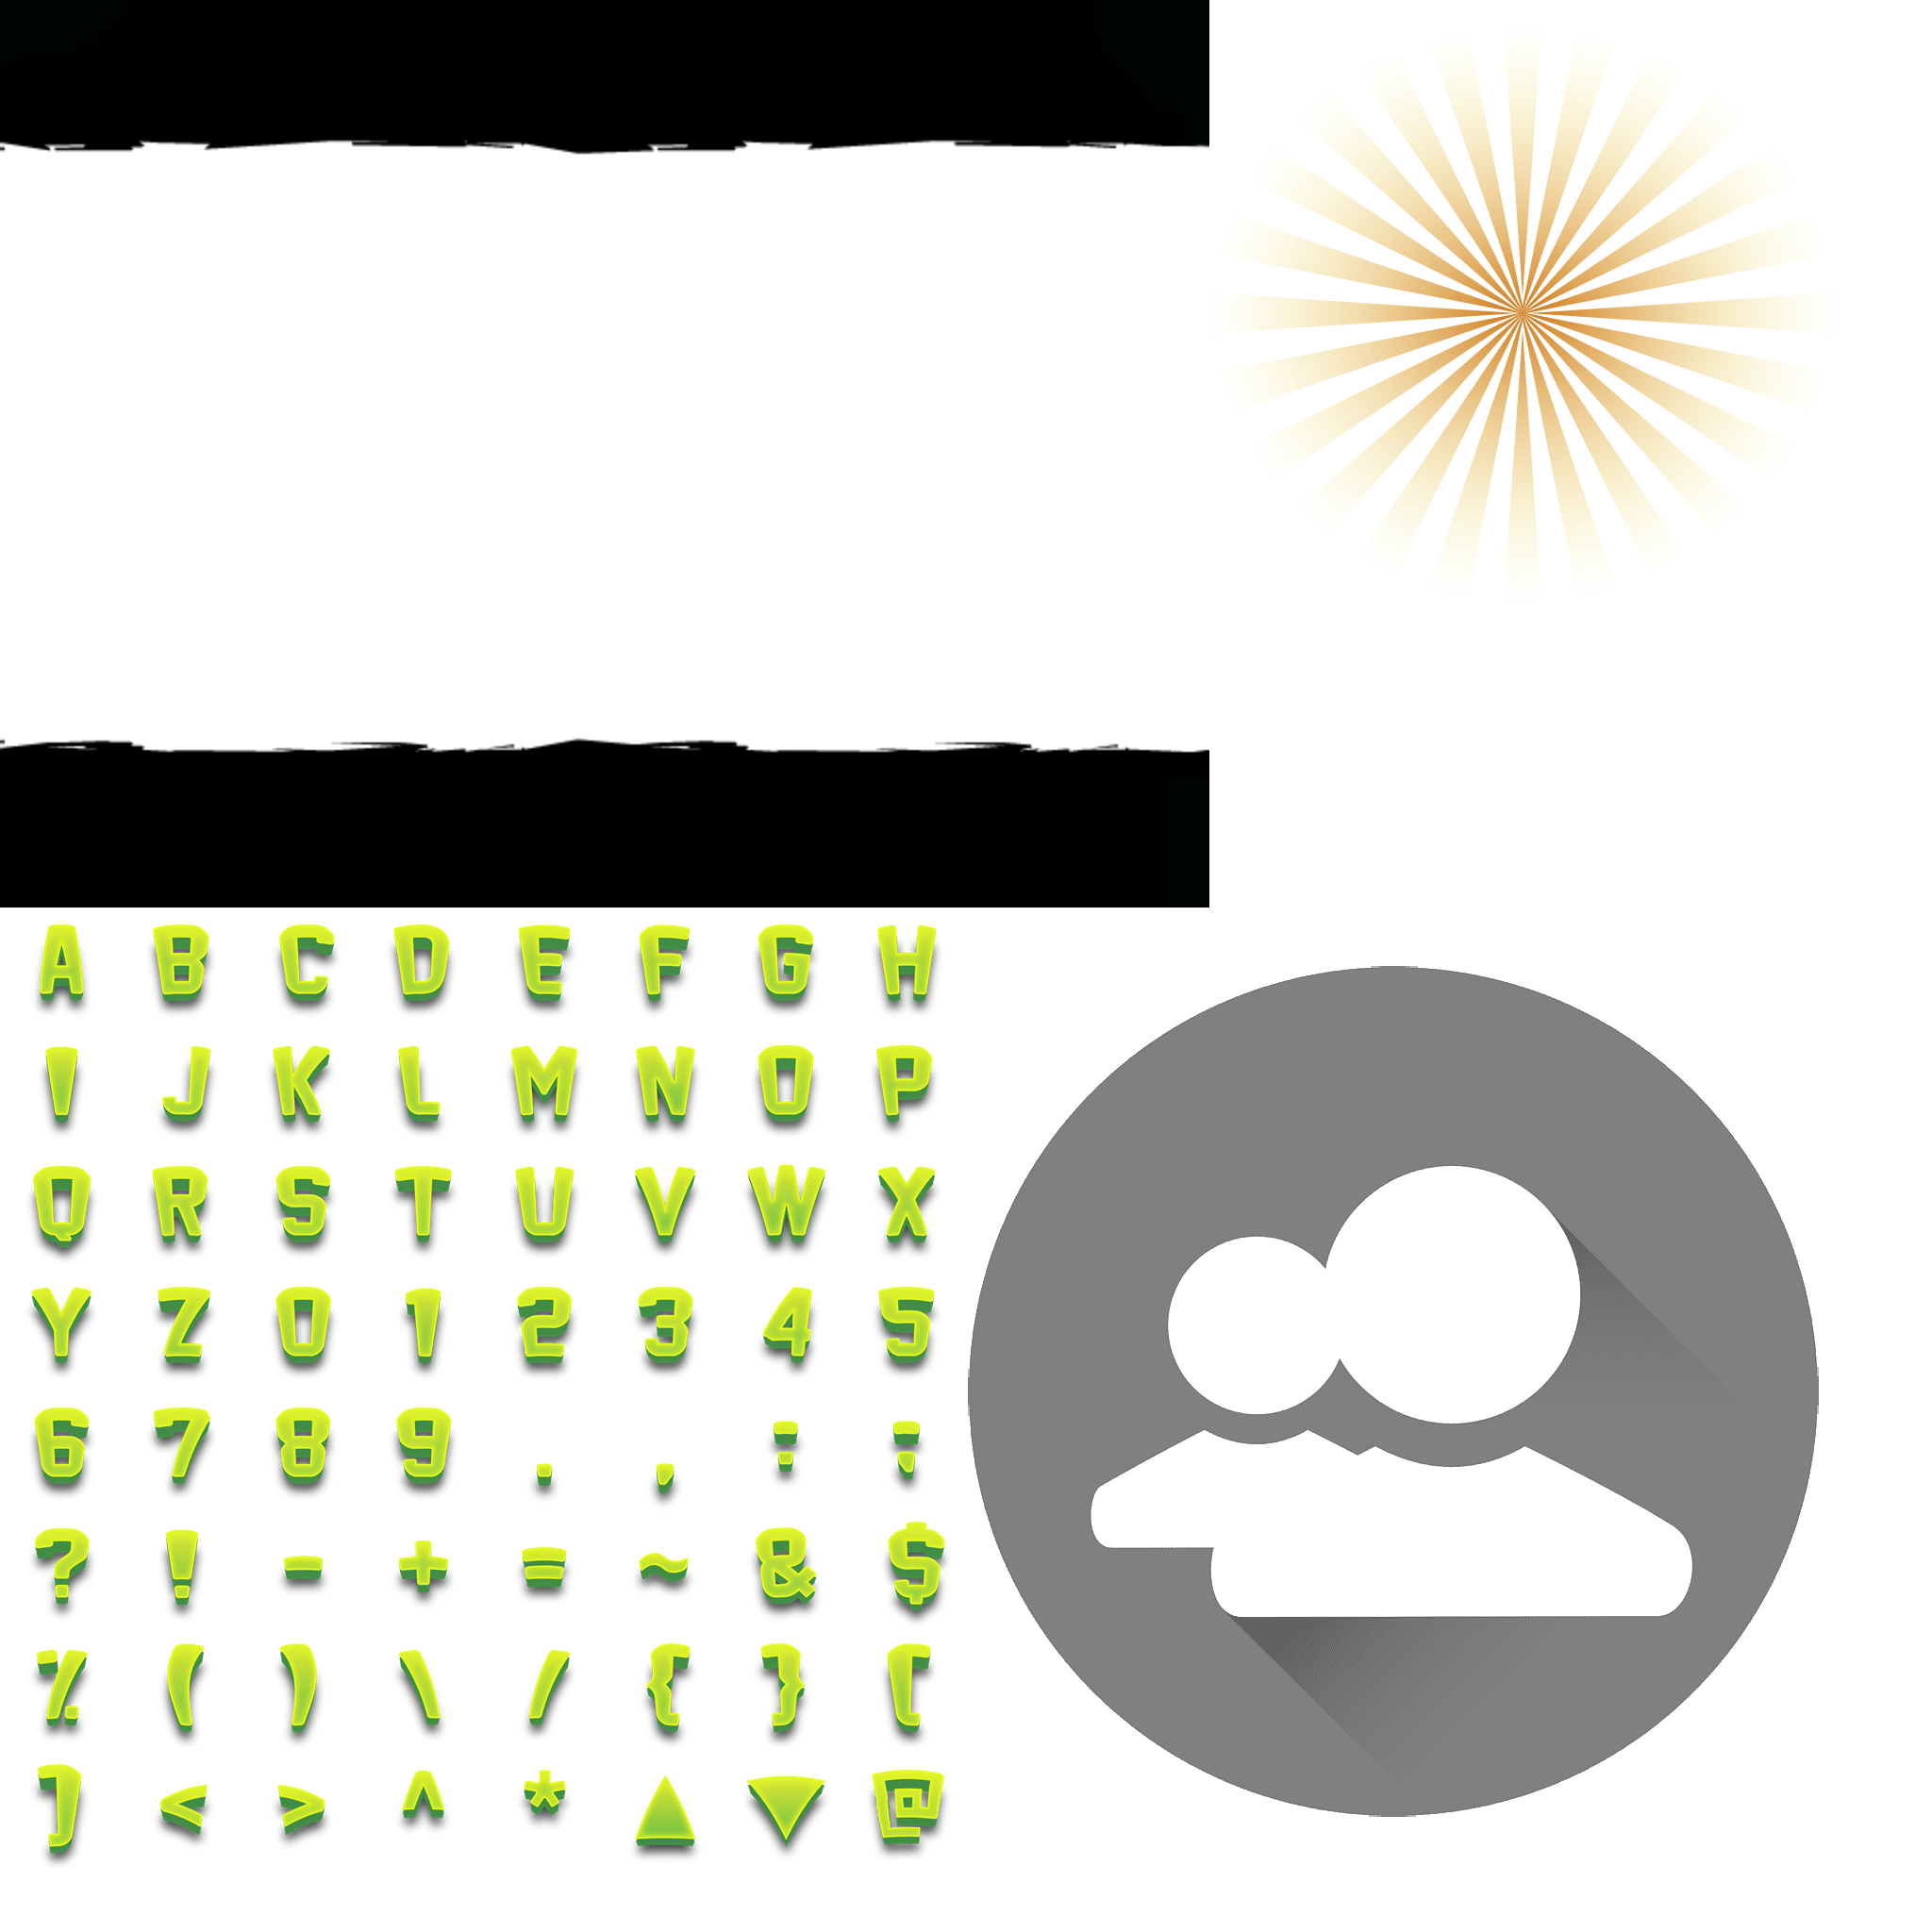 A B C D E F G H
I J K L M N O P
Q R S T U V W X
Y Z 0 1 2 3 4 5
6 7 8 9 . , : ;
? ! - + = ~ & $
% ( ) \ / { } [
] < > ^ * ▲ ▼ @